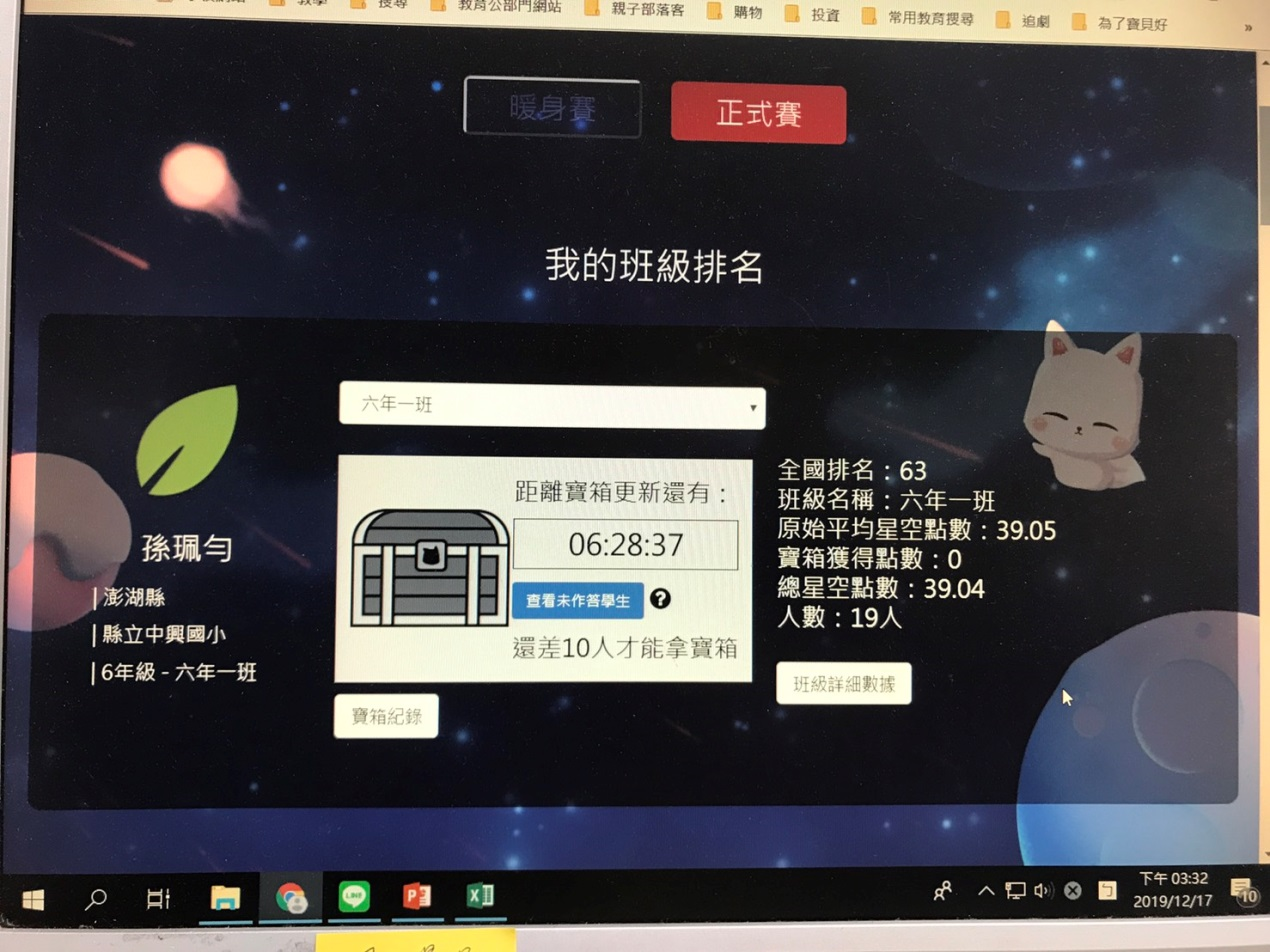 教學
搜尋
教育公部門網站
親子部落客
購物
投資
常用教育搜尋
追劇
為了寶貝好
»
暖身賽
正式賽
我的班級排名
六年一班
孫珮勻
|澎湖縣
|縣立中興國小
|6年級 - 六年一班
距離寶箱更新還有：
06:28:37
查看未作答學生 ?
還差10人才能拿寶箱
寶箱紀錄
全國排名：63
班級名稱：六年一班
原始平均星空點數：39.05
寶箱獲得點數：0
總星空點數：39.04
人數：19人
班級詳細數據
LINE
ㄅ
下午 03:32
2019/12/17
10